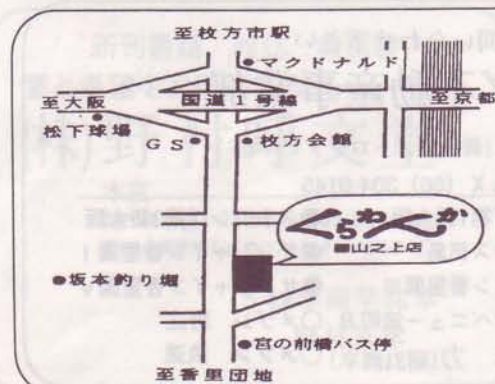 至枚方市駅
●マクドナルド
至大阪
国道1号線
至京都
松下球場
GS●
●枚方会館
くらわんか
■山之上店
●坂本釣り堀
●宮の前橋バス停
至香里団地